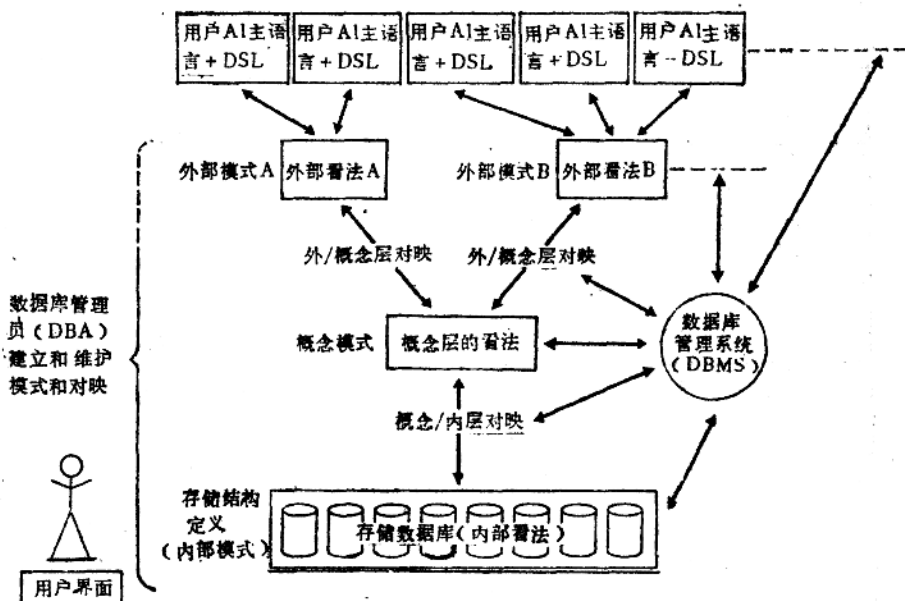 用户A1主语
言+DSL
用户A1主语
言+DSL
用户A1主语
言+DSL
用户A1主语
言+DSL
用户A1主语
言-DSL
外部模式A
外部看法A
外部模式B
外部看法B
外/概念层对映
外/概念层对映
数据库管理
员(DBA)
建立和维护
模式和对映
概念模式
概念层的看法
数据库
管理系统
(DBMS)
概念/内层对映
存储结构
定义
(内部模式)
存储数据库(内部看法)
用户界面